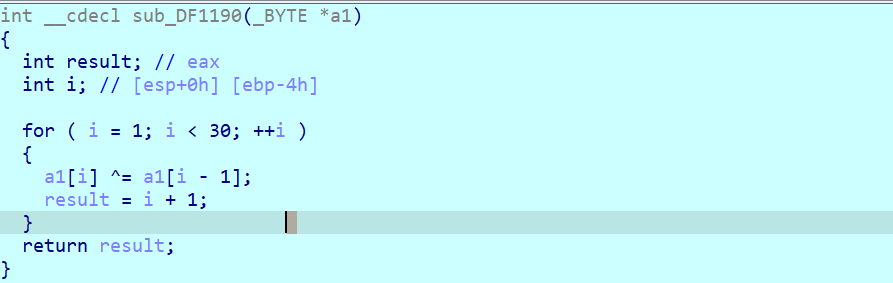 int __cdecl sub_DF1190(_BYTE *a1)
{
  int result; // eax
  int i; // [esp+0h] [ebp-4h]

  for ( i = 1; i < 30; ++i )
  {
    a1[i] ^= a1[i - 1];
    result = i + 1;
  }
  return result;
}